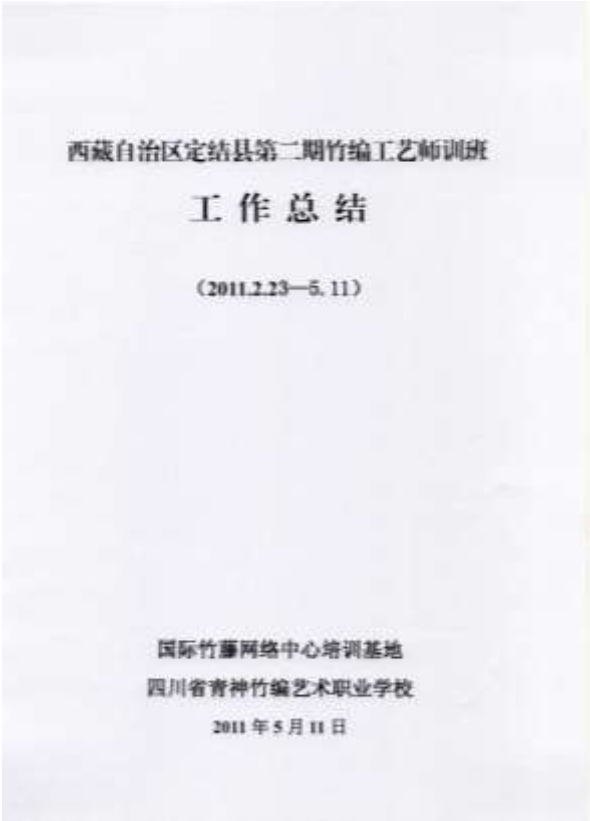 西藏自治区定结县第二期竹编工艺师训班
工作总结
（2011.2.23—5.11）
国际竹藤网络中心培训基地
四川省青神竹编艺术职业学校
2011年5月11日